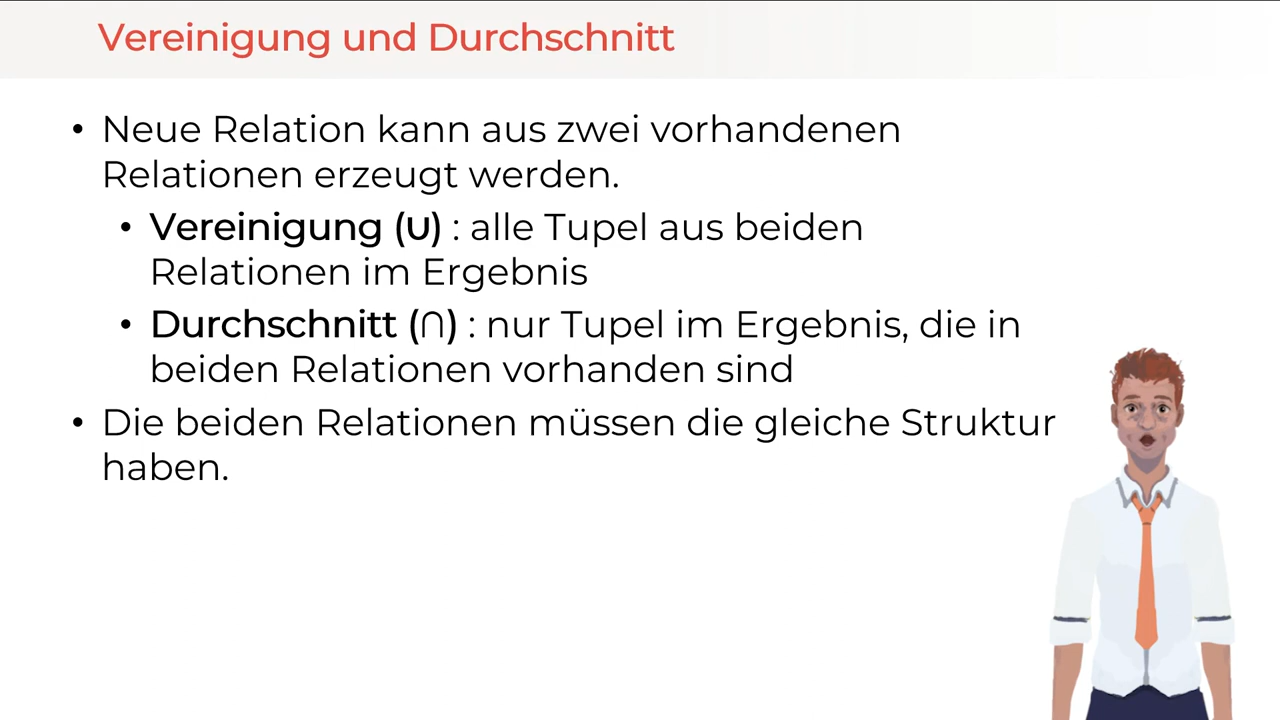 Vereinigung und Durchschnitt
• Neue Relation kann aus zwei vorhandenen
Relationen erzeugt werden.
• Vereinigung (∪) : alle Tupel aus beiden
Relationen im Ergebnis
• Durchschnitt (∩) : nur Tupel im Ergebnis, die in
beiden Relationen vorhanden sind
• Die beiden Relationen müssen die gleiche Struktur
haben.